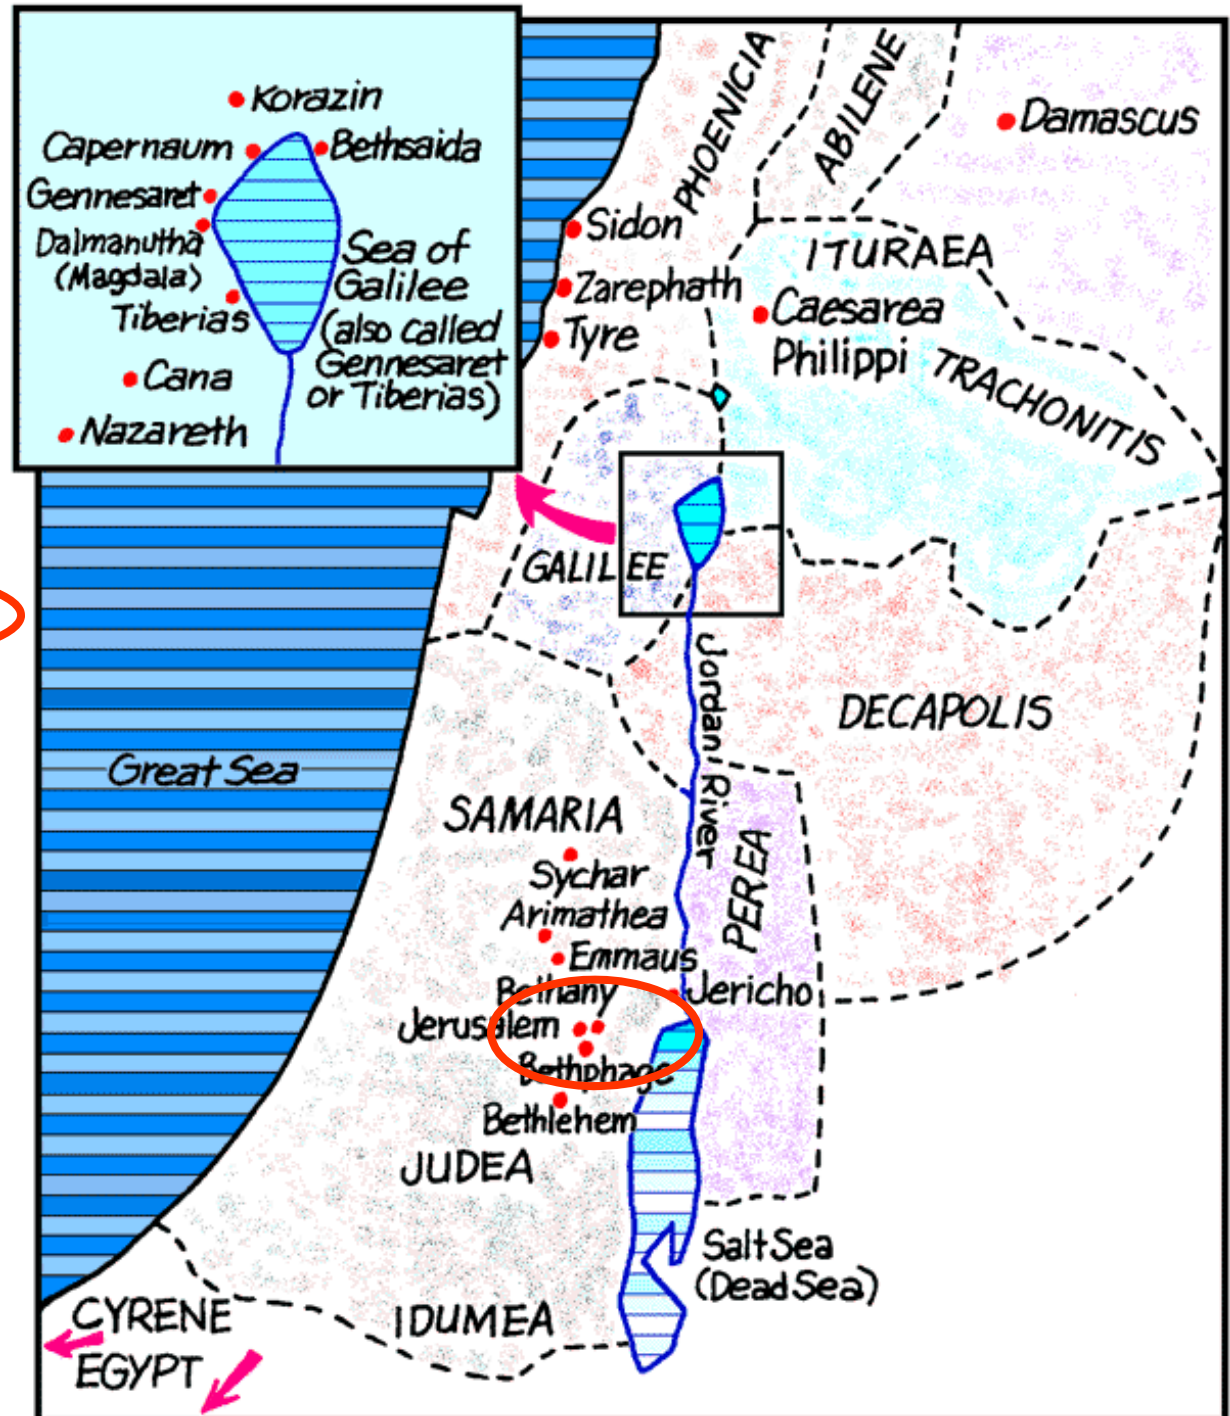 Korazin
Capernaum
Bethsaida
Gennesaret
Dalmanutha
(Magdala)
Tiberias
Sea of
Galilee
(also called
Gennesaret
or Tiberias)
Cana
Nazareth
PHOENICIA
ABILENE
Damascus
Sidon
ITURAEA
Zarephath
Caesarea
Philippi
Tyre
TRACHONITIS
GALILEE
Jordan River
DECAPOLIS
Great Sea
SAMARIA
Sychar
PEREA
Arimathea
Emmaus
Bethany
Jericho
Jerusalem
Bethphage
Bethlehem
JUDEA
Salt Sea
(Dead Sea)
IDUMEA
CYRENE
EGYPT